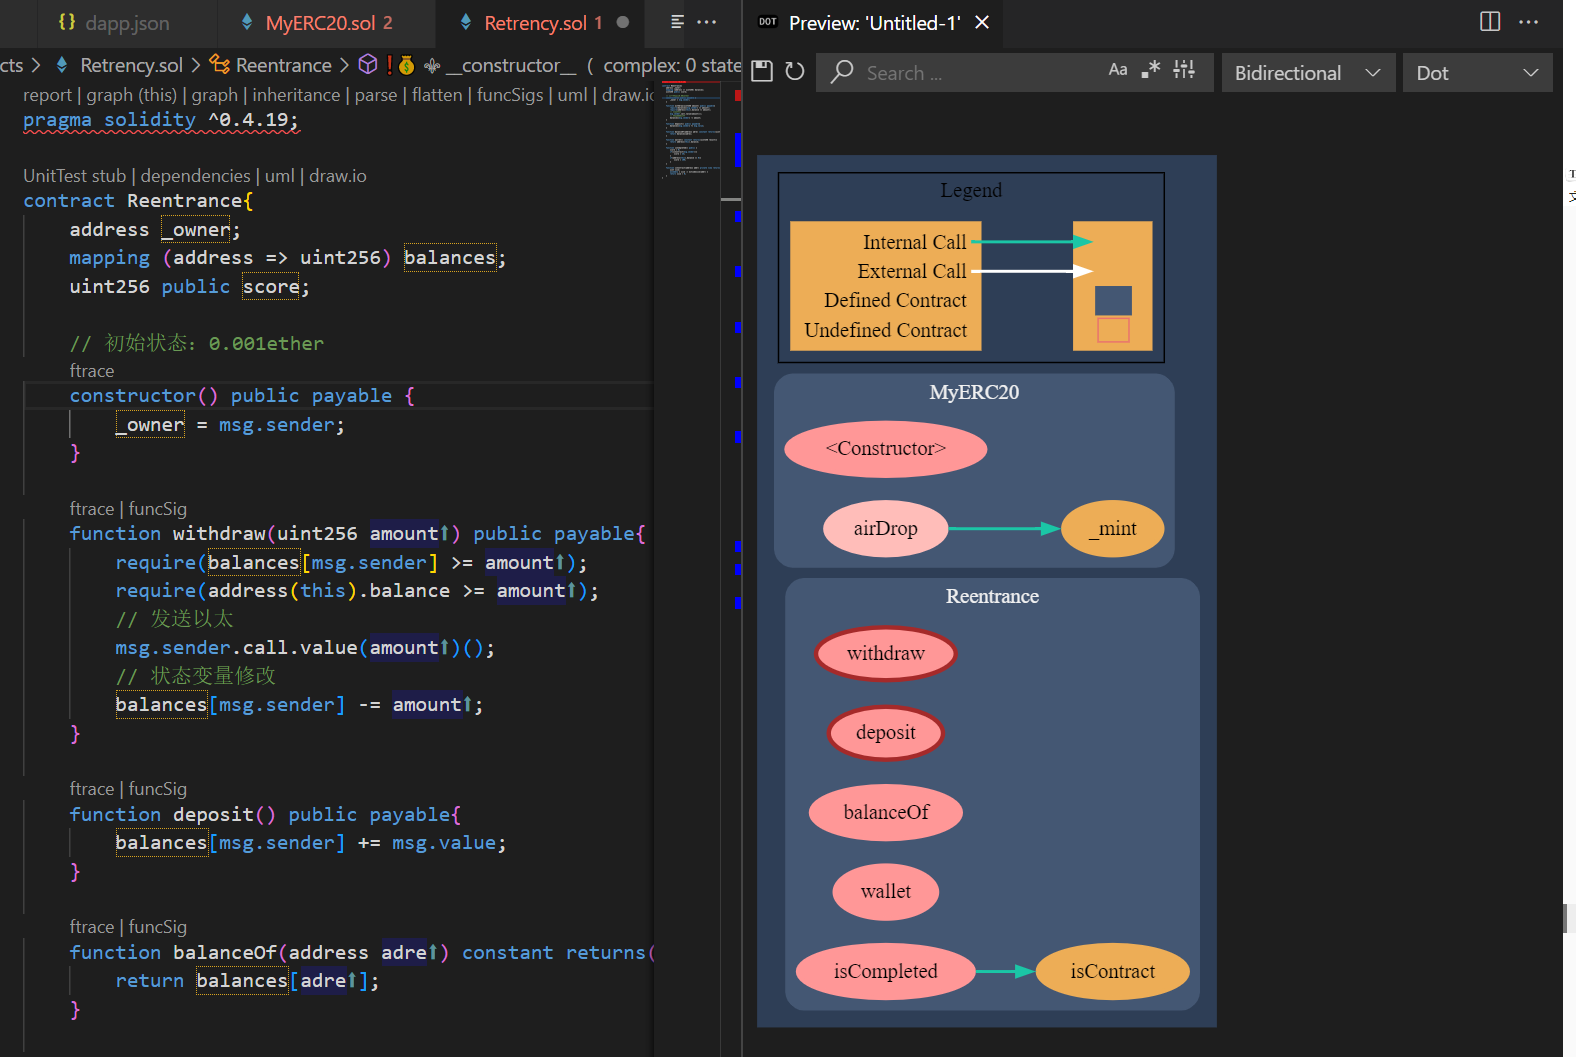 dapp.json
MyERC20.sol 2
Retrency.sol 1
cts > Retrency.sol > Reentrance > __constructor__ ( complex: 0 state
report | graph (this) | graph | inheritance | parse | flatten | funcSigs | uml | draw.io
pragma solidity ^0.4.19;
UnitTest stub | dependencies | uml | draw.io
contract Reentrance{
address _owner;
mapping (address => uint256) balances;
uint256 public score;
// 初始状态：0.001ether
ftrace
constructor() public payable {
_owner = msg.sender;
}
ftrace | funcSig
function withdraw(uint256 amount↑) public payable{
require(balances[msg.sender] >= amount↑);
require(address(this).balance >= amount↑);
// 发送以太
msg.sender.call.value(amount↑)();
// 状态变量修改
balances[msg.sender] -= amount↑;
}
ftrace | funcSig
function deposit() public payable{
balances[msg.sender] += msg.value;
}
ftrace | funcSig
function balanceOf(address adre↑) constant returns(
return balances[adre↑];
}
DOT Preview: 'Untitled-1'
Search ...
Aa
Bidirectional
Dot
Legend
Internal Call
External Call
Defined Contract
Undefined Contract
MyERC20
<Constructor>
airDrop
_mint
Reentrance
withdraw
deposit
balanceOf
wallet
isCompleted
isContract